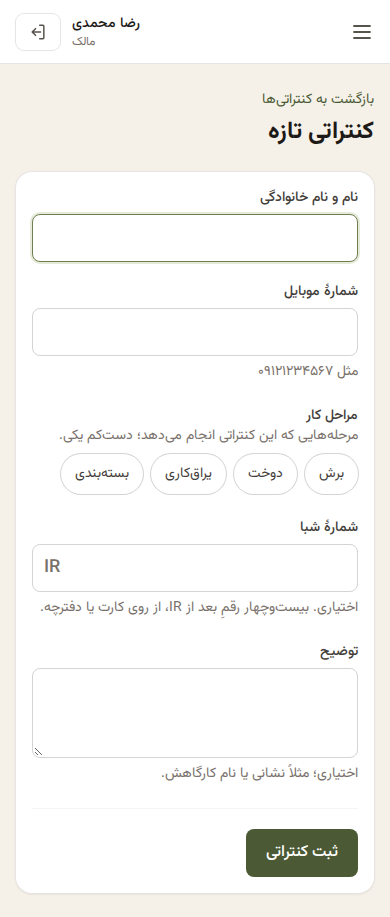 رضا محمدی
مالک
بازگشت به کنتراتی‌ها
کنتراتی تازه
نام و نام خانوادگی
شمارهٔ موبایل
مثل ۰۹۱۲۱۲۳۴۵۶۷
مراحل کار
مرحله‌هایی که این کنتراتی انجام می‌دهد؛ دست‌کم یکی.
برش
دوخت
یراق‌کاری
بسته‌بندی
شمارهٔ شبا
IR
اختیاری. بیست‌وچهار رقمِ بعد از IR، از روی کارت یا دفترچه.
توضیح
اختیاری؛ مثلاً نشانی یا نام کارگاهش.
ثبت کنتراتی